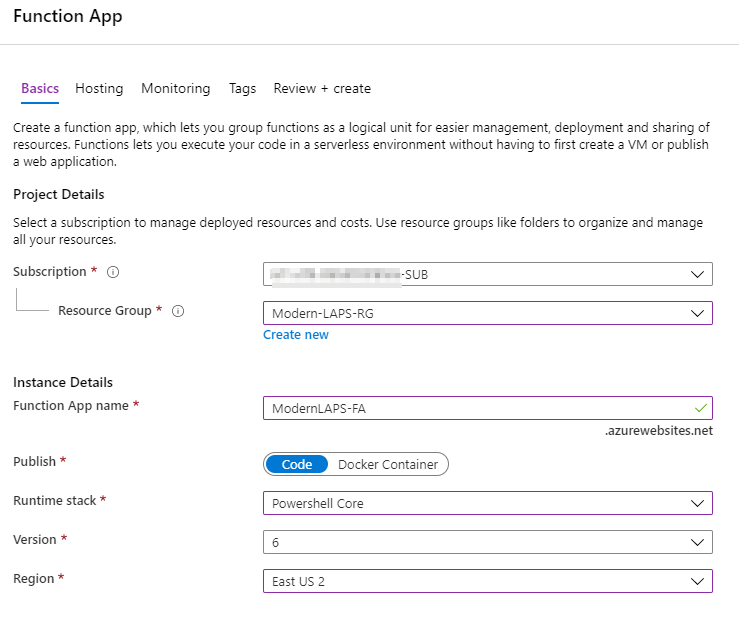 Function App
Basics Hosting Monitoring Tags Review + create
Create a function app, which lets you group functions as a logical unit for easier management, deployment and sharing of
resources. Functions lets you execute your code in a serverless environment without having to first create a VM or publish
a web application.
Project Details
Select a subscription to manage deployed resources and costs. Use resource groups like folders to organize and manage
all your resources.
Subscription *
-SUB
Resource Group *
Modern-LAPS-RG
Create new
Instance Details
Function App name *
ModernLAPS-FA
.azurewebsites.net
Publish *
Code Docker Container
Runtime stack *
Powershell Core
Version *
6
Region *
East US 2